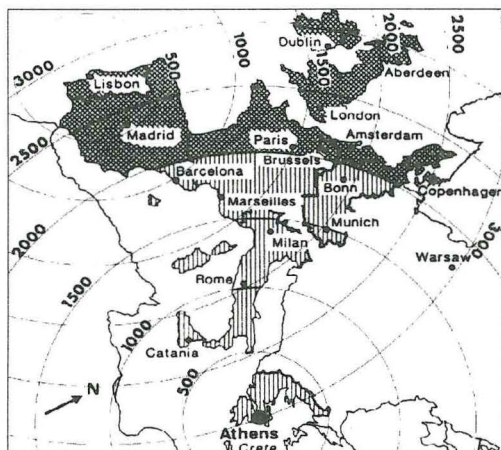 Dublin
1000
1500
2000
2500
500
3000
Lisbon
Aberdeen
London
Madrid
Paris
Amsterdam
2500
Brussels
Barcelona
Bonn
Copenhagen
Marseilles
2000
Munich
3000
Milan
Warsaw
1500
Rome
1000
Catania
500
N
Athens
Crete